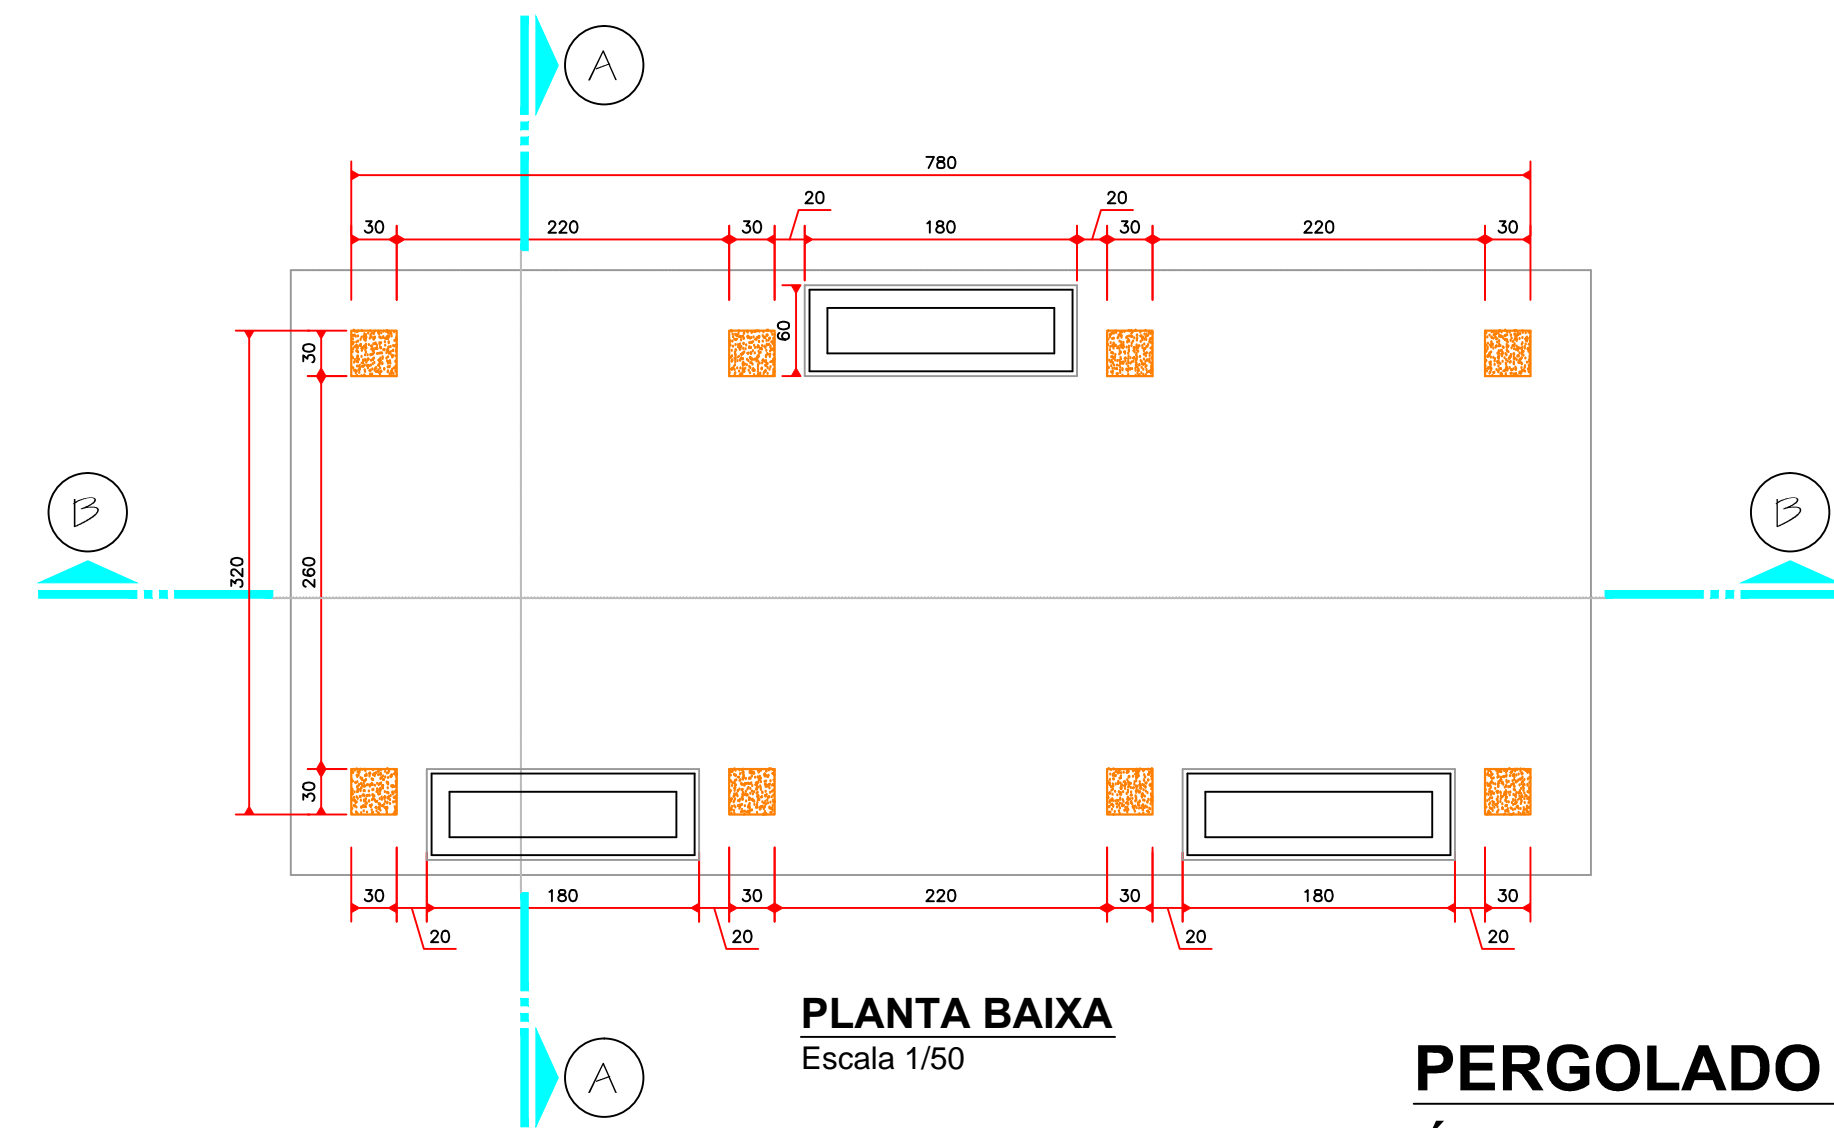 A
780
20 20
30 220 30 180 30 220 30
60
30
B B
320 260
30
30 180 30 220 30 180 30
20 20 20 20
PLANTA BAIXA
Escala 1/50
PERGOLADO
A